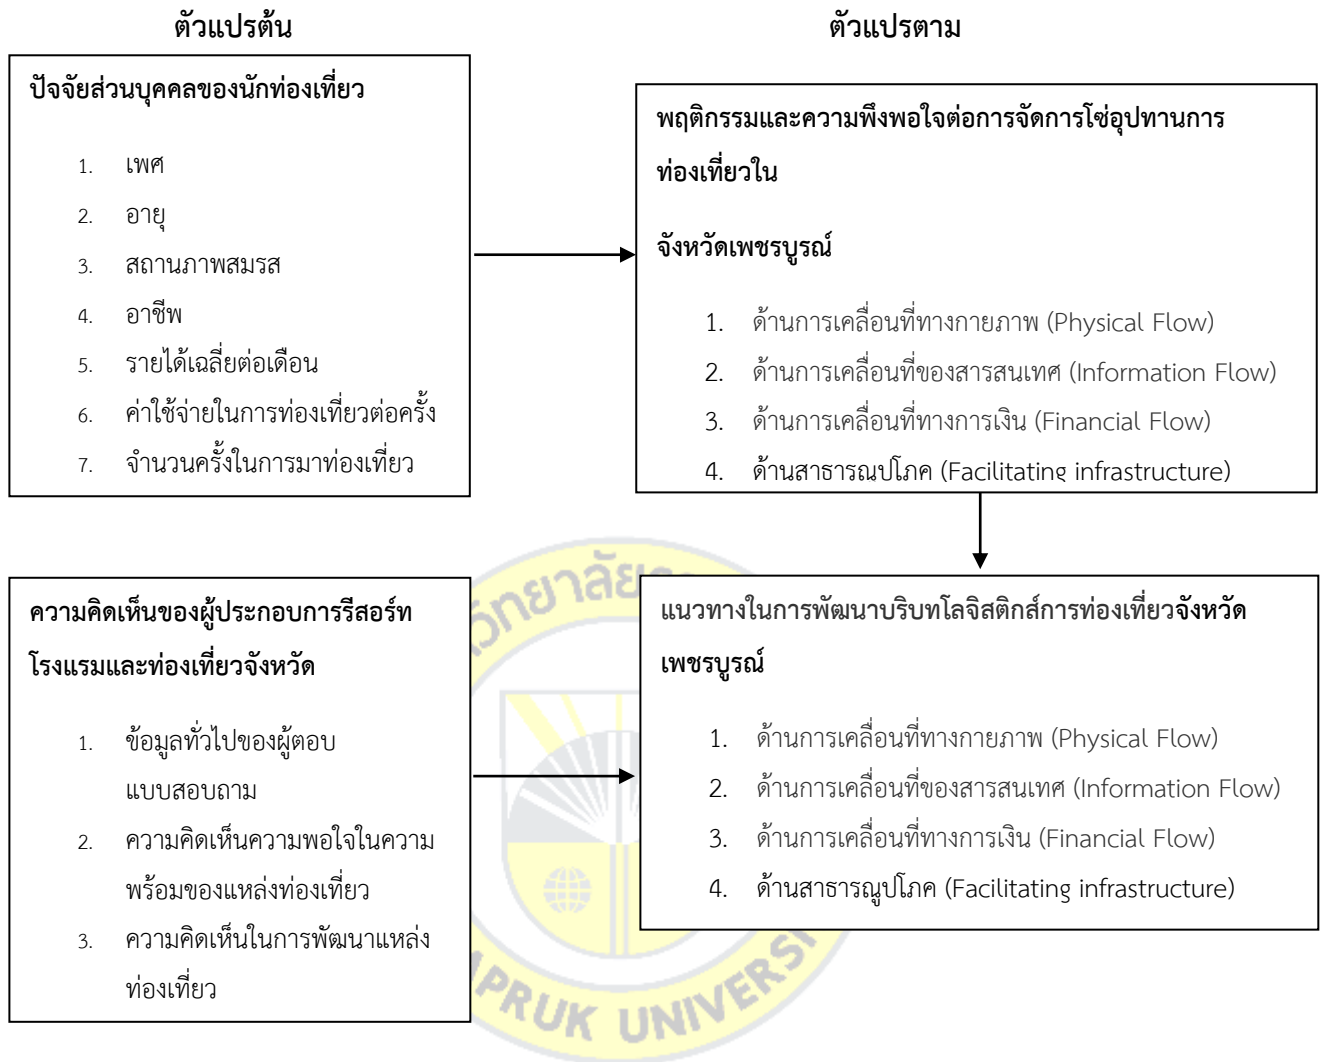 ตัวแปรต้น
ปัจจัยส่วนบุคคลของนักท่องเที่ยว
1. เพศ
2. อายุ
3. สถานภาพสมรส
4. อาชีพ
5. รายได้เฉลี่ยต่อเดือน
6. ค่าใช้จ่ายในการท่องเที่ยวต่อครั้ง
7. จำนวนครั้งในการมาท่องเที่ยว
ตัวแปรตาม
พฤติกรรมและความพึงพอใจต่อการจัดการโซ่อุปทานการ
ท่องเที่ยวใน
จังหวัดเพชรบูรณ์
1. ด้านการเคลื่อนที่ทางกายภาพ (Physical Flow)
2. ด้านการเคลื่อนที่ของสารสนเทศ (Information Flow)
3. ด้านการเคลื่อนที่ทางการเงิน (Financial Flow)
4. ด้านสาธารณปโภค (Facilitating infrastructure)
ความคิดเห็นของผู้ประกอบการรีสอร์ท
โรงแรมและท่องเที่ยวจังหวัด
1. ข้อมูลทั่วไปของผู้ตอบ
แบบสอบถาม
2. ความคิดเห็นความพอใจในความ
พร้อมของแหล่งท่องเที่ยว
3. ความคิดเห็นในการพัฒนาแหล่ง
ท่องเที่ยว
แนวทางในการพัฒนาบริบทโลจิสติกส์การท่องเที่ยวจังหวัด
เพชรบูรณ์
1. ด้านการเคลื่อนที่ทางกายภาพ (Physical Flow)
2. ด้านการเคลื่อนที่ของสารสนเทศ (Information Flow)
3. ด้านการเคลื่อนที่ทางการเงิน (Financial Flow)
4. ด้านสาธารณูปโภค (Facilitating infrastructure)